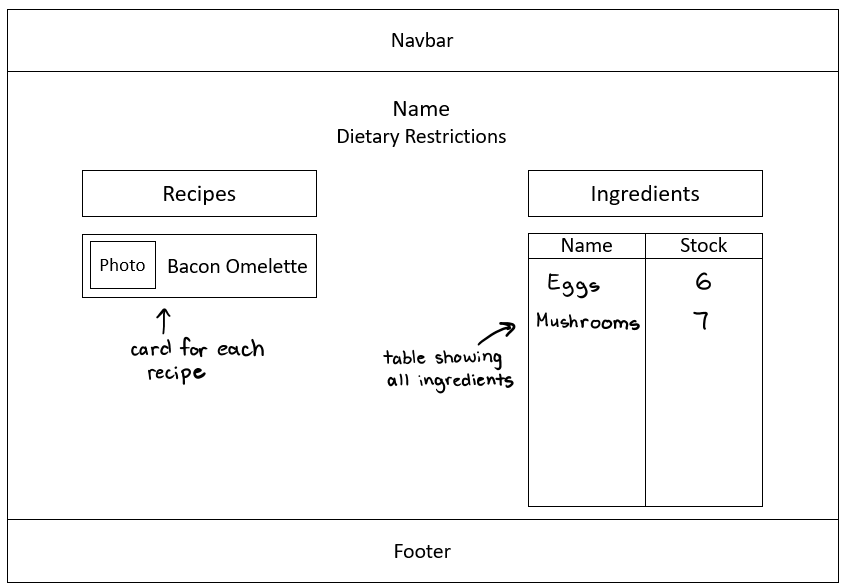 Navbar
Name
Dietary Restrictions
Recipes
Photo
Bacon Omelette
card for each
recipe
Ingredients
Name Stock
Eggs 6
Mushrooms 7
table showing
all ingredients
Footer